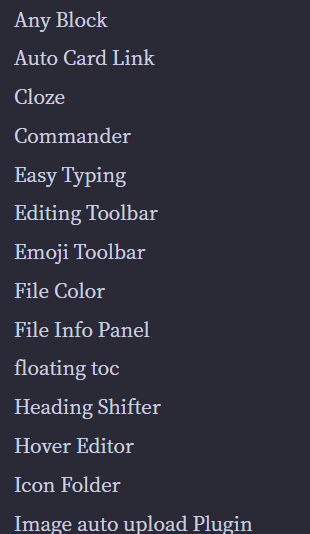 Any Block
Auto Card Link
Cloze
Commander
Easy Typing
Editing Toolbar
Emoji Toolbar
File Color
File Info Panel
floating toc
Heading Shifter
Hover Editor
Icon Folder
Image auto upload Plugin